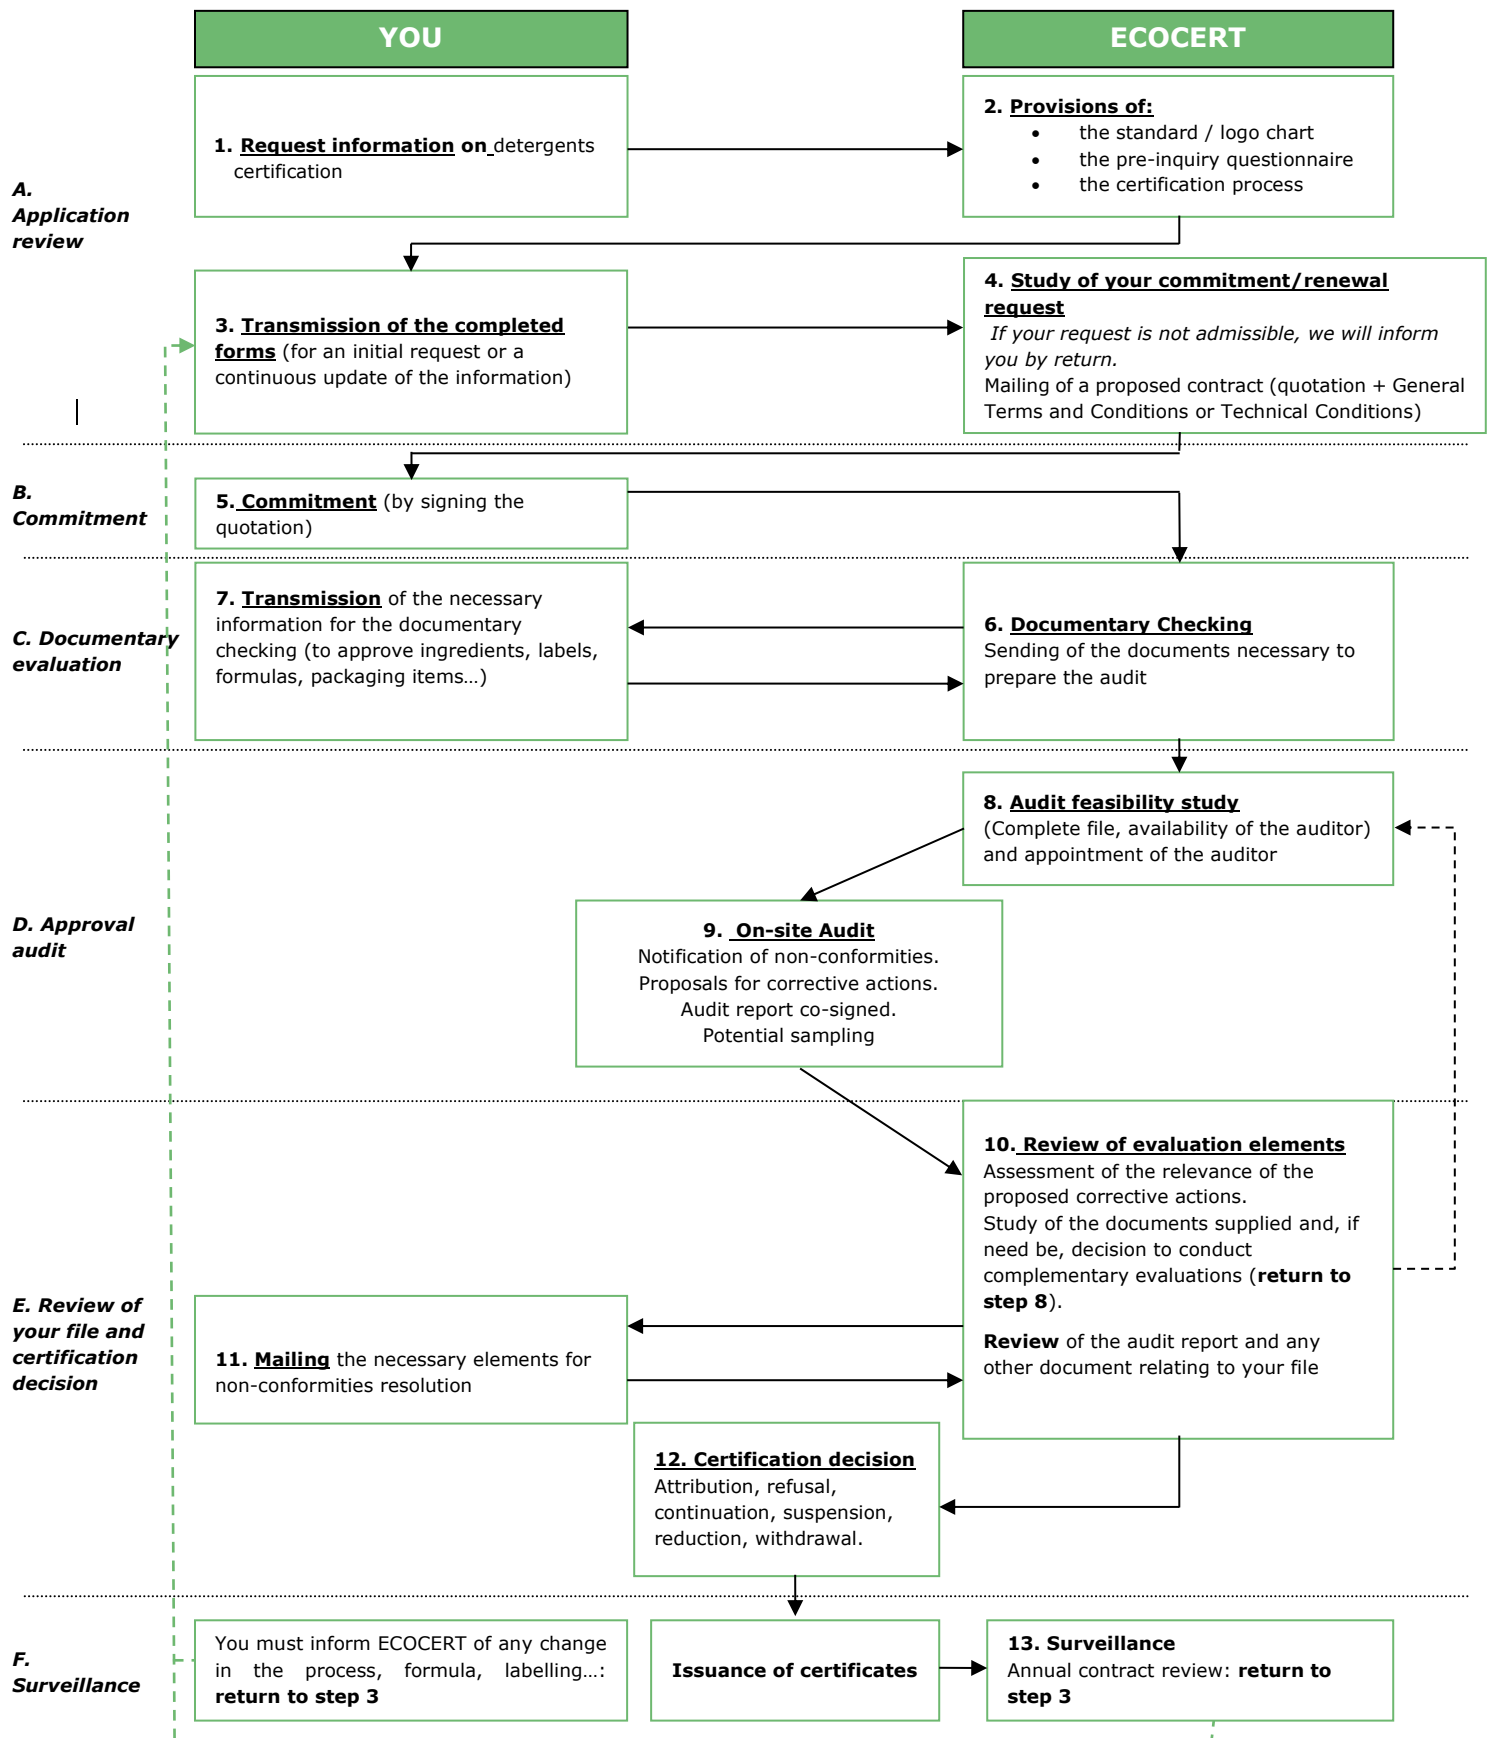 YOU
ECOCERT
A.
Application
review
1. Request information on detergents
certification
2. Provisions of:
• the standard / logo chart
• the pre-inquiry questionnaire
• the certification process
3. Transmission of the completed
forms (for an initial request or a
continuous update of the information)
4. Study of your commitment/renewal
request
If your request is not admissible, we will inform
you by return.
Mailing of a proposed contract (quotation + General
Terms and Conditions or Technical Conditions)
B.
Commitment
5. Commitment (by signing the
quotation)
C. Documentary
evaluation
7. Transmission of the necessary
information for the documentary
checking (to approve ingredients, labels,
formulas, packaging items…)
6. Documentary Checking
Sending of the documents necessary to
prepare the audit
D. Approval
audit
8. Audit feasibility study
(Complete file, availability of the auditor)
and appointment of the auditor
9. On-site Audit
Notification of non-conformities.
Proposals for corrective actions.
Audit report co-signed.
Potential sampling
E. Review of
your file and
certification
decision
10. Review of evaluation elements
Assessment of the relevance of the
proposed corrective actions.
Study of the documents supplied and, if
need be, decision to conduct
complementary evaluations (return to
step 8).
Review of the audit report and any
other document relating to your file
11. Mailing the necessary elements for
non-conformities resolution
12. Certification decision
Attribution, refusal,
continuation, suspension,
reduction, withdrawal.
F.
Surveillance
You must inform ECOCERT of any change
in the process, formula, labelling…:
return to step 3
Issuance of certificates
13. Surveillance
Annual contract review: return to
step 3